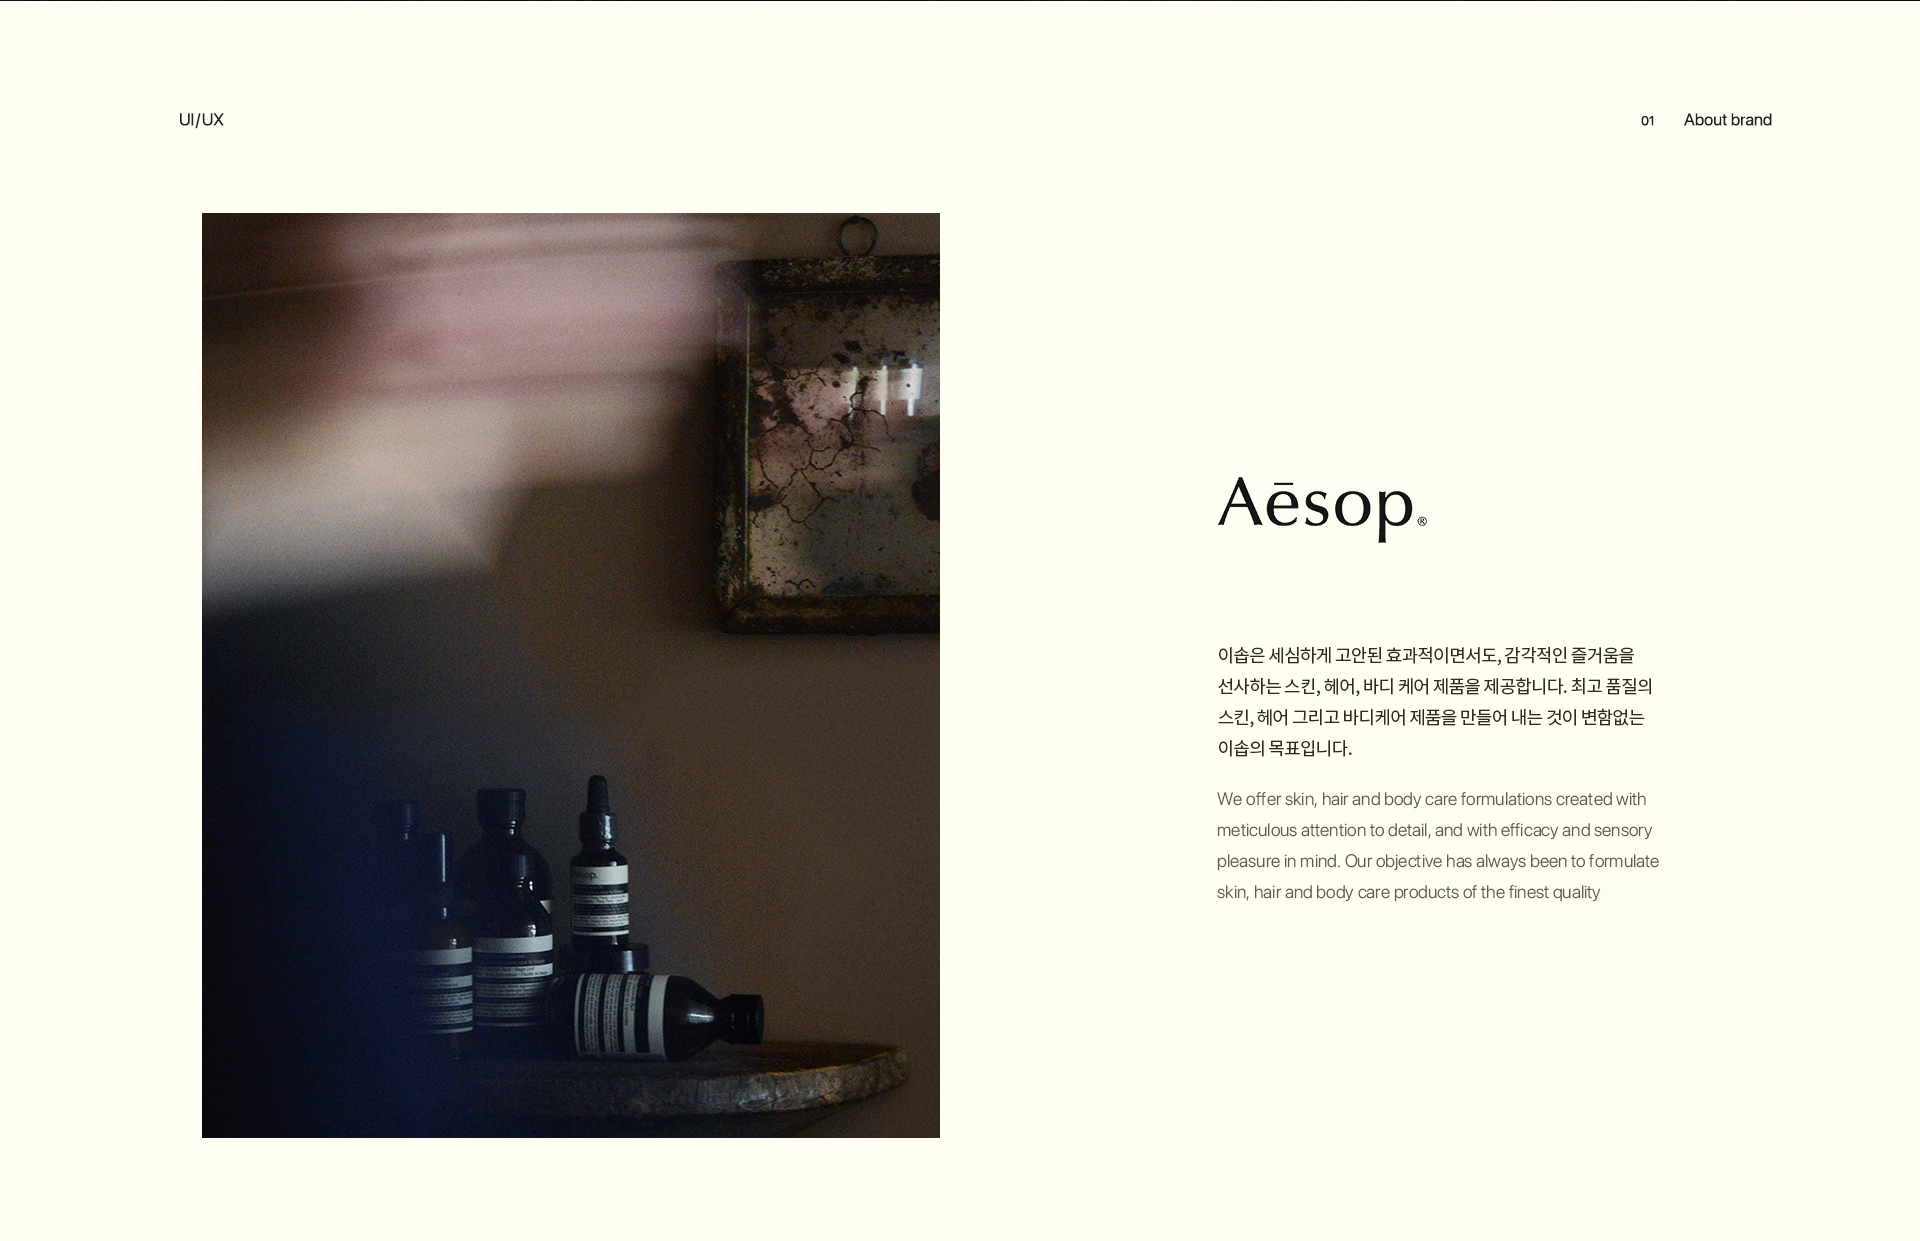 UI/UX
01 About brand
Aēsop®
이솝은 세심하게 고안된 효과적이면서도, 감각적인 즐거움을
선사하는 스킨, 헤어, 바디 케어 제품을 제공합니다. 최고 품질의
스킨, 헤어 그리고 바디케어 제품을 만들어 내는 것이 변함없는
이솝의 목표입니다.
We offer skin, hair and body care formulations created with
meticulous attention to detail, and with efficacy and sensory
pleasure in mind. Our objective has always been to formulate
skin, hair and body care products of the finest quality
Aesop.